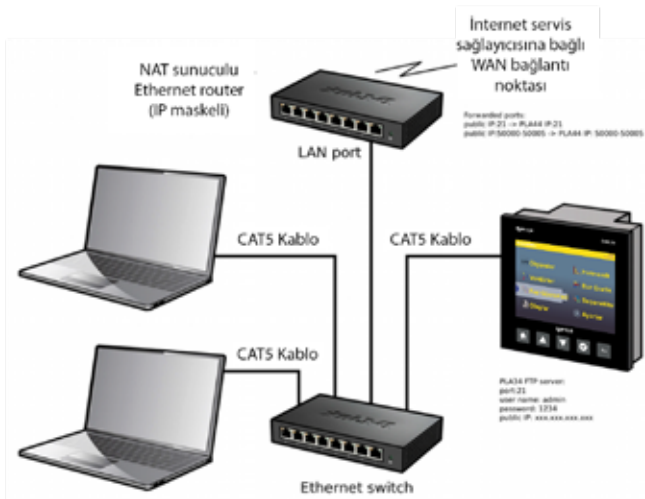 İnternet servis
sağlayıcısına bağlı
WAN bağlantı
noktası
NAT sunuculu
Ethernet router
(IP maskeli)
Forwarded ports:
public IP:21 -> PLA44 IP:21
public IP:50000-50005 -> PLA44 IP: 50000-50005
LAN port
CAT5 Kablo
CAT5 Kablo
CAT5 Kablo
PLA34 FTP server:
port:21
user name: admin
password: 1234
public IP: xxx.xxx.xxx.xxx
Ethernet switch